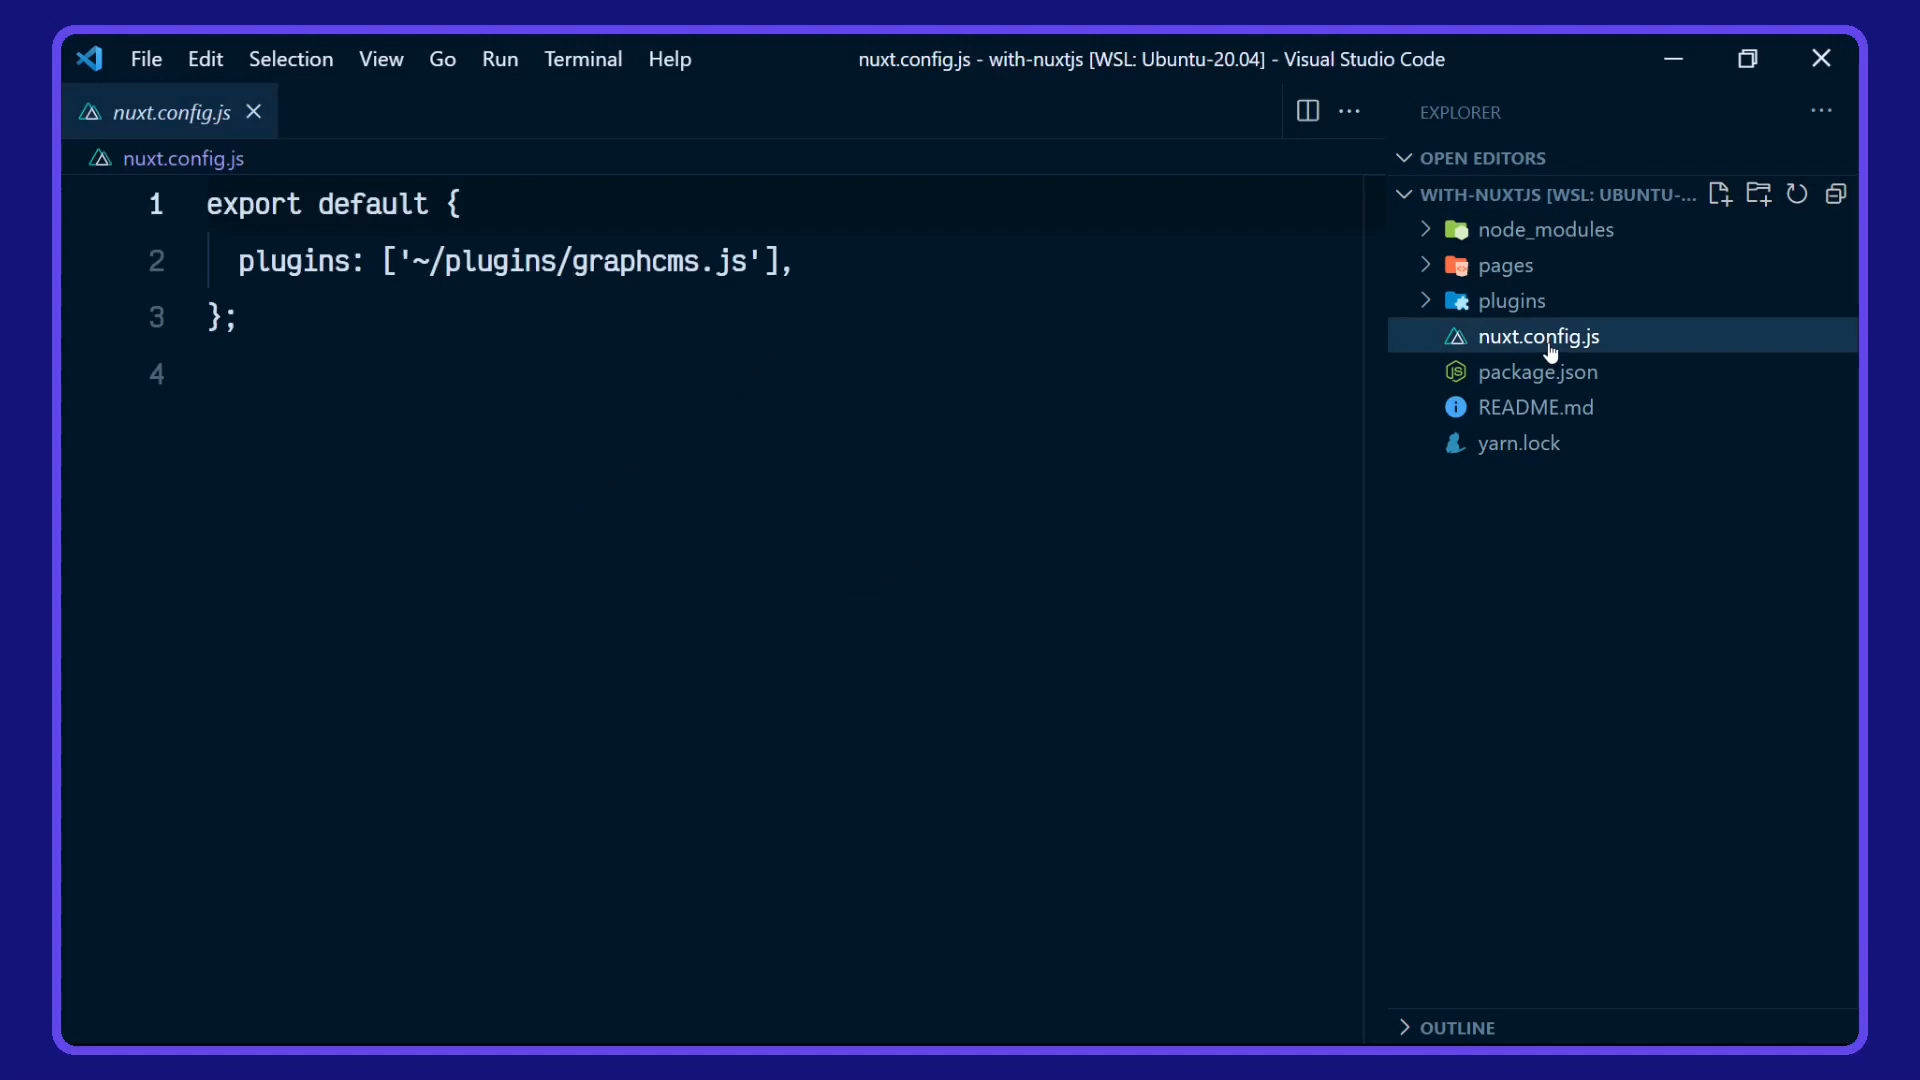 File Edit Selection View Go Run Terminal Help
nuxt.config.js - with-nuxtjs [WSL: Ubuntu-20.04] - Visual Studio Code
nuxt.config.js
nuxt.config.js
1 export default {
2 plugins: ['~/plugins/graphcms.js'],
3 };
4
EXPLORER
OPEN EDITORS
WITH-NUXTJS [WSL: UBUNTU-...
node_modules
pages
plugins
nuxt.config.js
package.json
README.md
yarn.lock
OUTLINE